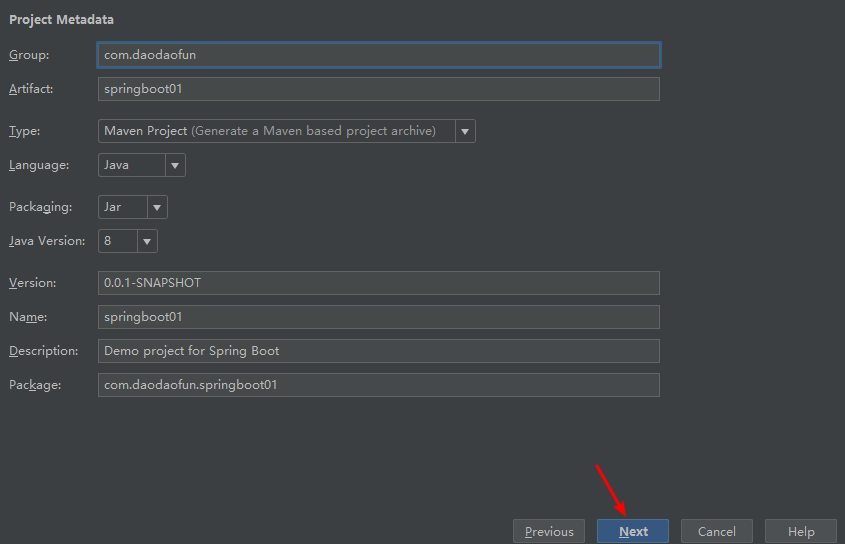 Project Metadata
Group: com.daodaofun
Artifact: springboot01
Type: Maven Project (Generate a Maven based project archive)
Language: Java
Packaging: Jar
Java Version: 8
Version: 0.0.1-SNAPSHOT
Name: springboot01
Description: Demo project for Spring Boot
Package: com.daodaofun.springboot01
Previous Next Cancel Help